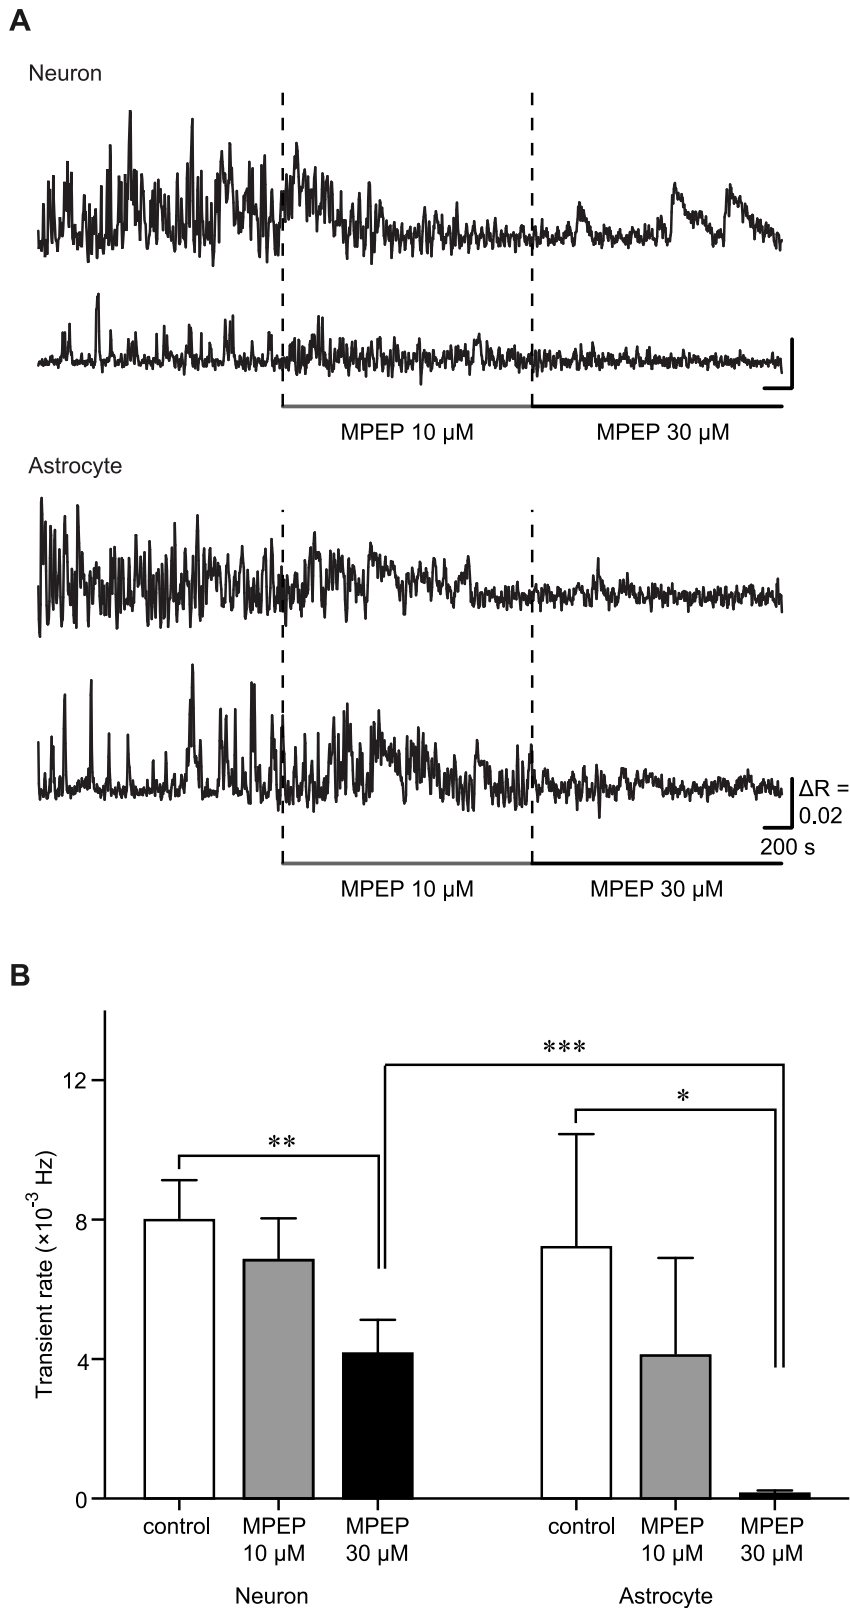 A
Neuron
MPEP 10 µM MPEP 30 µM
Astrocyte
ΔR =
0.02
200 s
MPEP 10 µM MPEP 30 µM
B
***
*
**
12
8
4
0
Transient rate (×10⁻³ Hz)
control MPEP MPEP control MPEP MPEP
10 µM 30 µM 10 µM 30 µM
Neuron Astrocyte